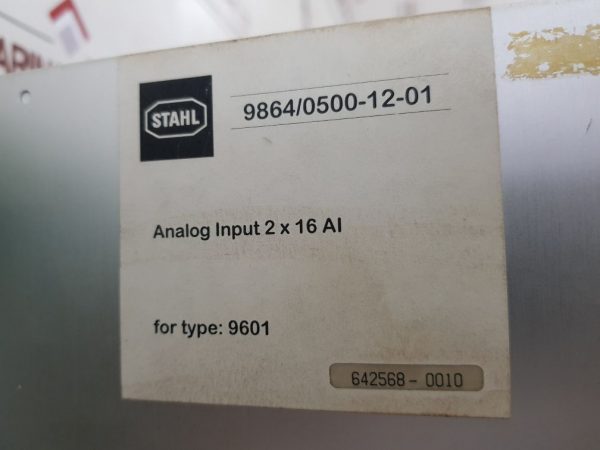 STAHL
9864/0500-12-01
Analog Input 2 x 16 AI
for type: 9601
642568-0010